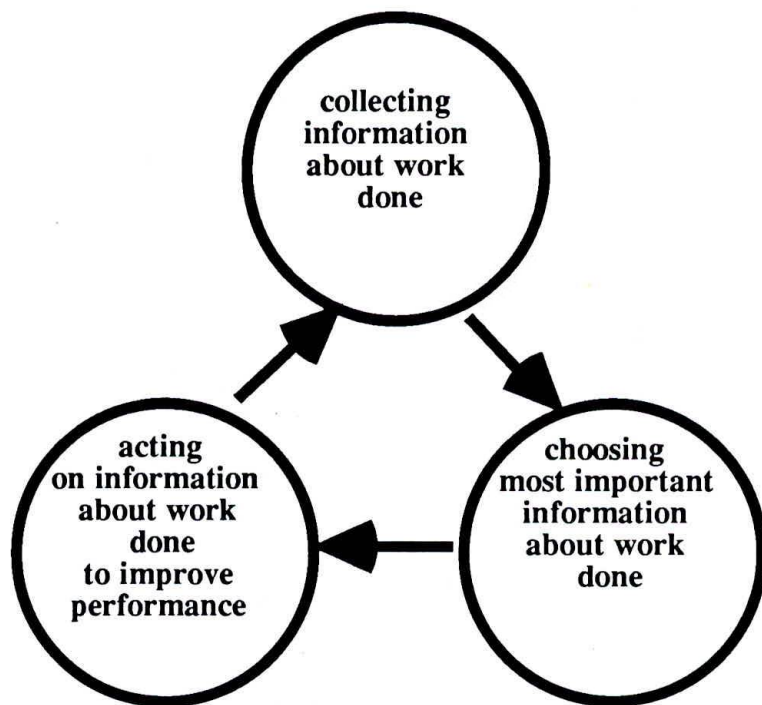 collecting
information
about work
done
choosing
most important
information
about work
done
acting
on information
about work
done
to improve
performance